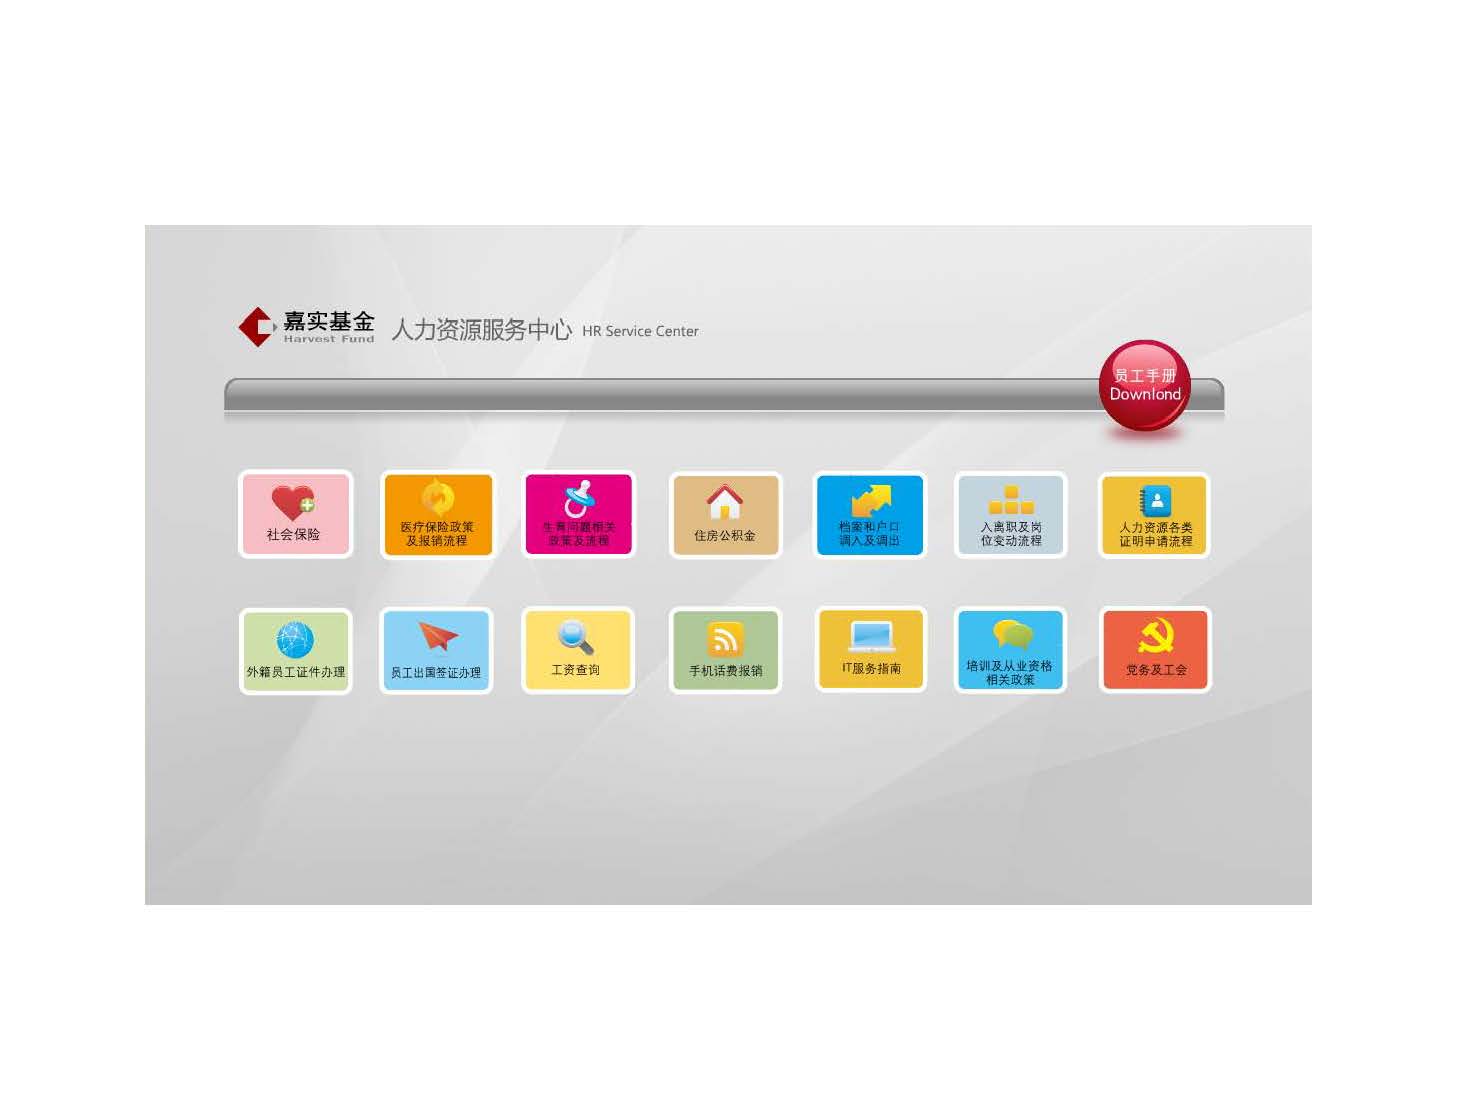 嘉实基金
Harvest Fund
人力资源服务中心 HR Service Center
员工手册
Downlond
社会保险
医疗保险政策
及报销流程
生育问题相关
政策及流程
住房公积金
档案和户口
调入及调出
入离职及岗
位变动流程
人力资源各类
证明申请流程
外籍员工证件办理
员工出国签证办理
工资查询
手机话费报销
IT服务指南
培训及从业资格
相关政策
党务及工会